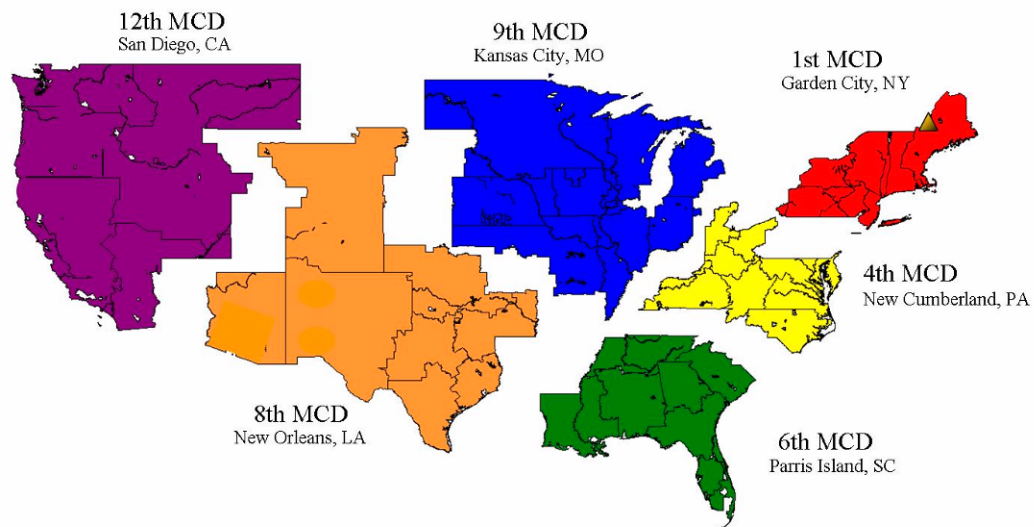 12th MCD
San Diego, CA
9th MCD
Kansas City, MO
1st MCD
Garden City, NY
4th MCD
New Cumberland, PA
8th MCD
New Orleans, LA
6th MCD
Parris Island, SC